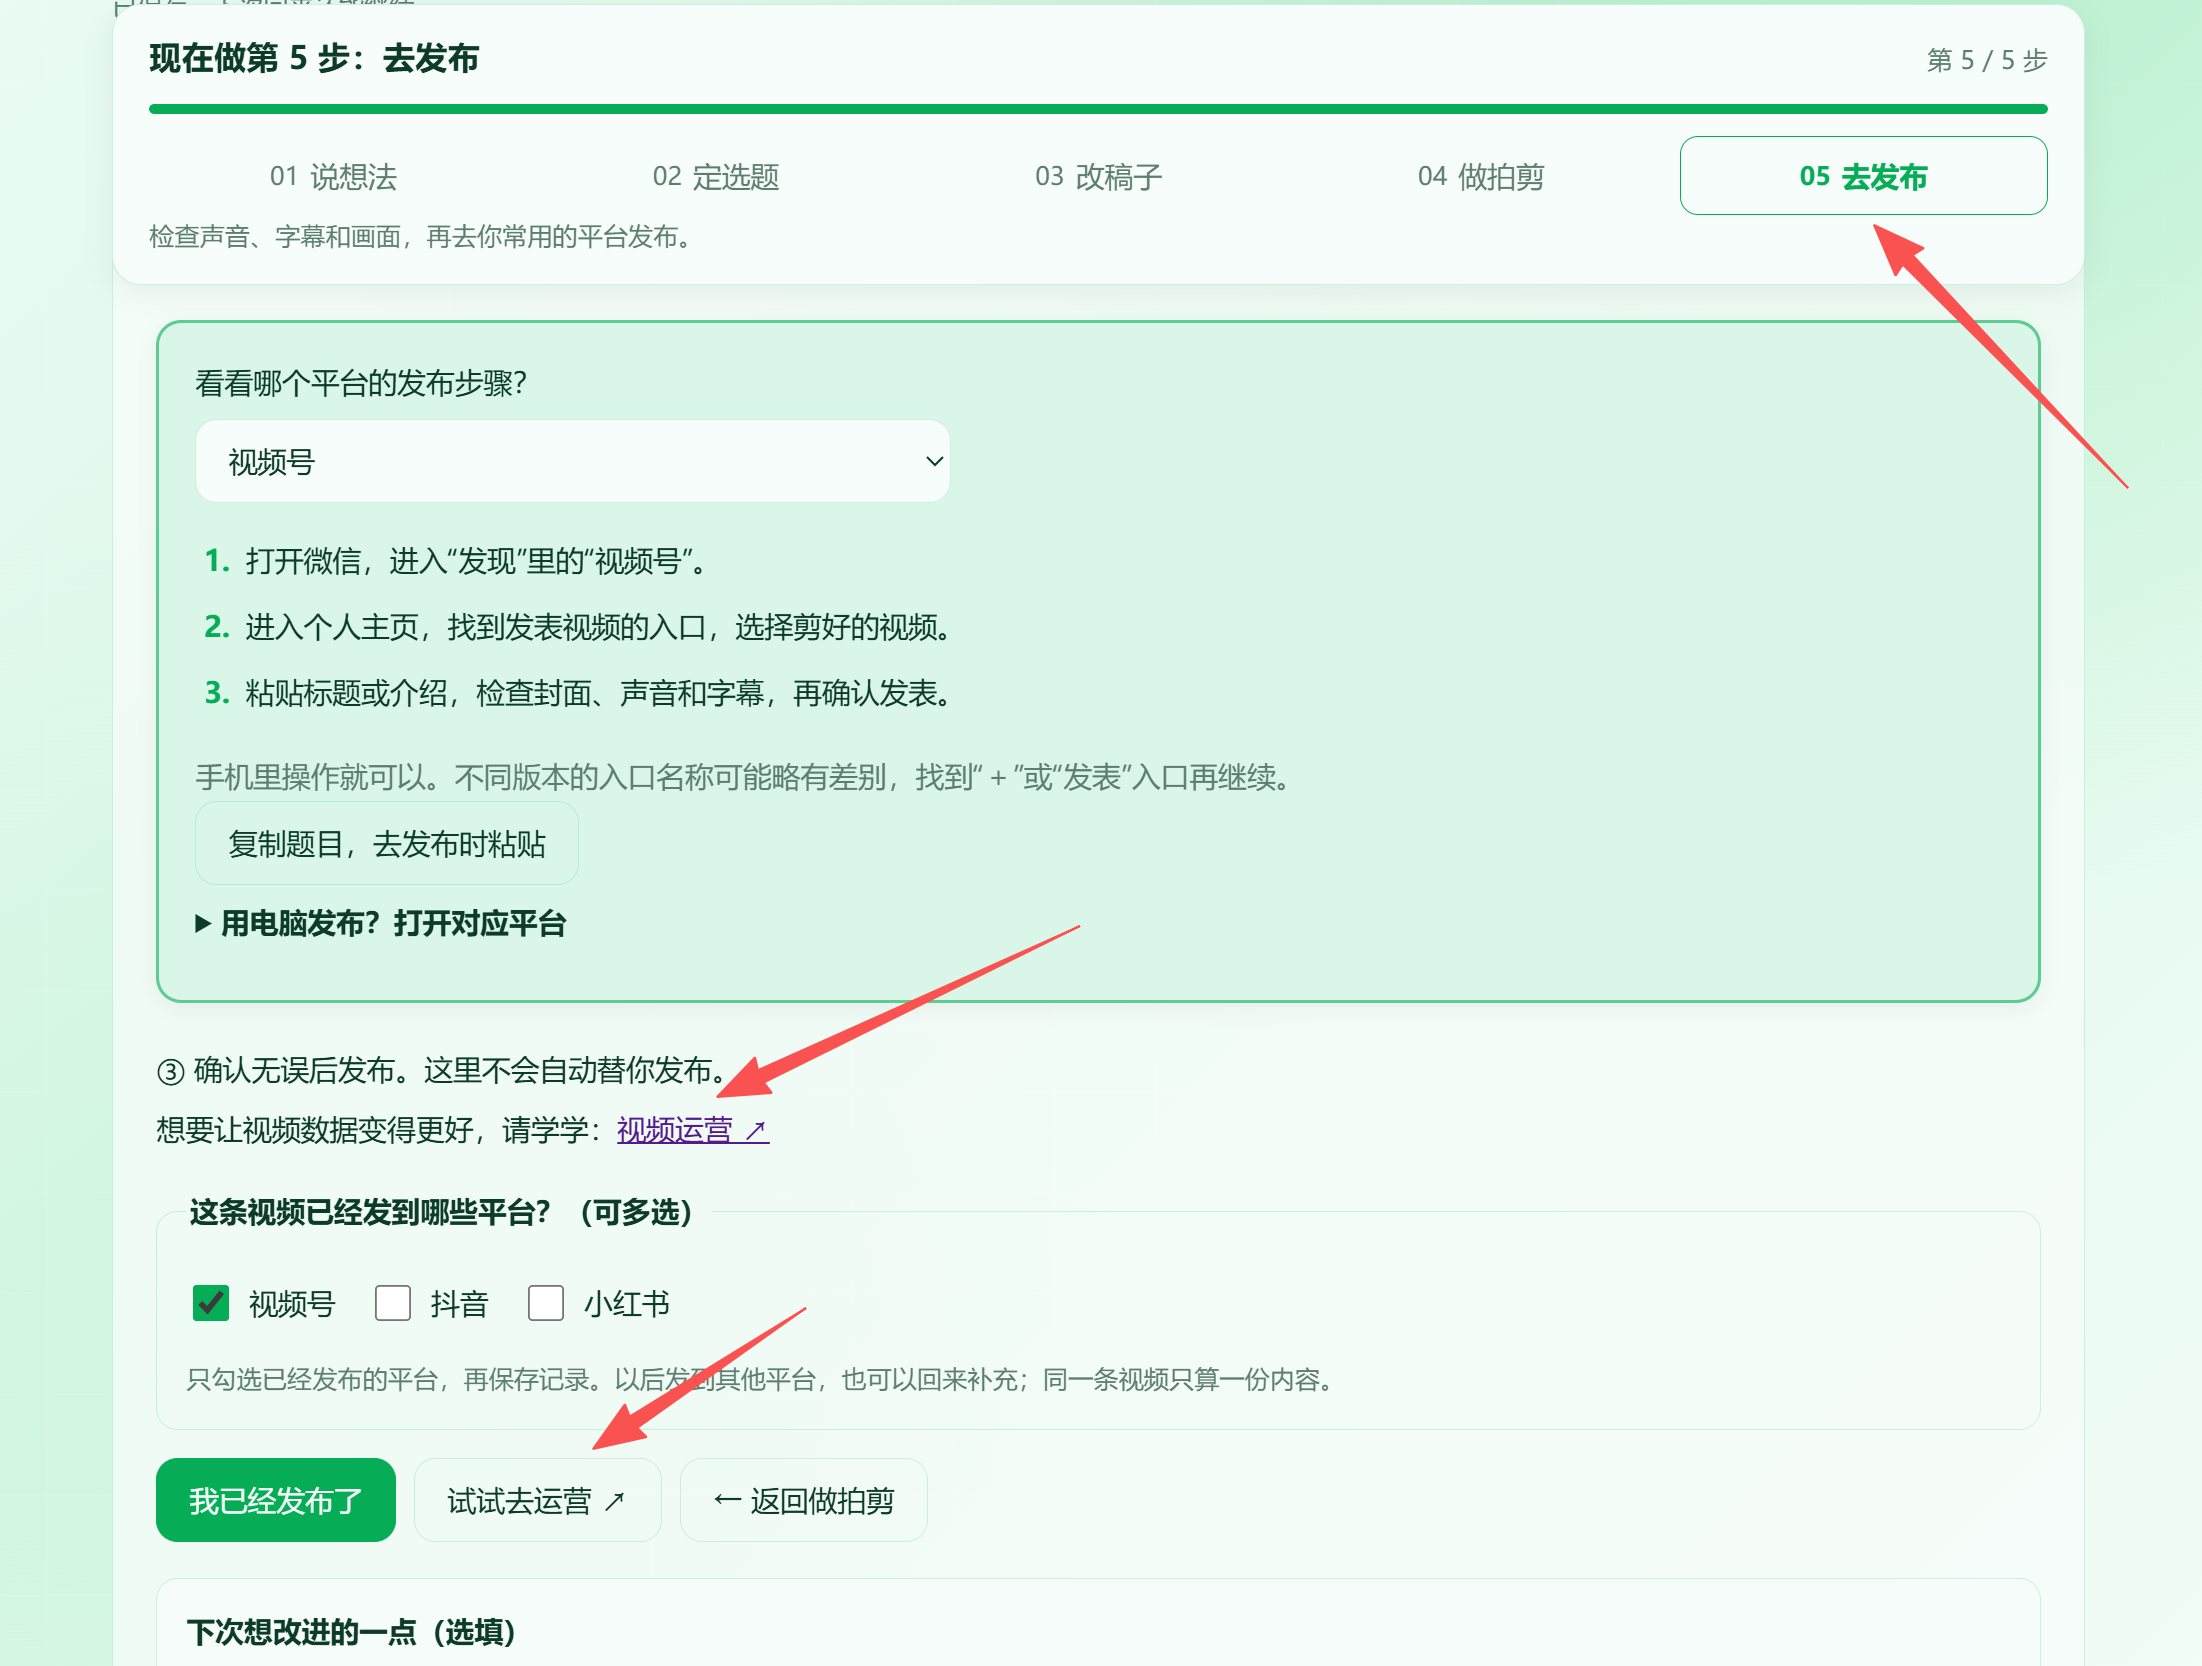 现在做第 5 步：去发布
第 5 / 5 步
01 说想法
02 定选题
03 改稿子
04 做拍剪
05 去发布
检查声音、字幕和画面，再去你常用的平台发布。
看看哪个平台的发布步骤？
视频号
1. 打开微信，进入“发现”里的“视频号”。
2. 进入个人主页，找到发表视频的入口，选择剪好的视频。
3. 粘贴标题或介绍，检查封面、声音和字幕，再确认发表。
手机里操作就可以。不同版本的入口名称可能略有差别，找到“ + ”或“发表”入口再继续。
复制题目，去发布时粘贴
▶ 用电脑发布？打开对应平台
③ 确认无误后发布。这里不会自动替你发布。
想要让视频数据变得更好，请学学：视频运营 ↗
这条视频已经发到哪些平台？（可多选）
视频号 抖音 小红书
只勾选已经发布的平台，再保存记录。以后发到其他平台，也可以回来补充；同一条视频只算一份内容。
我已经发布了
试试去运营 ↗
← 返回做拍剪
下次想改进的一点（选填）